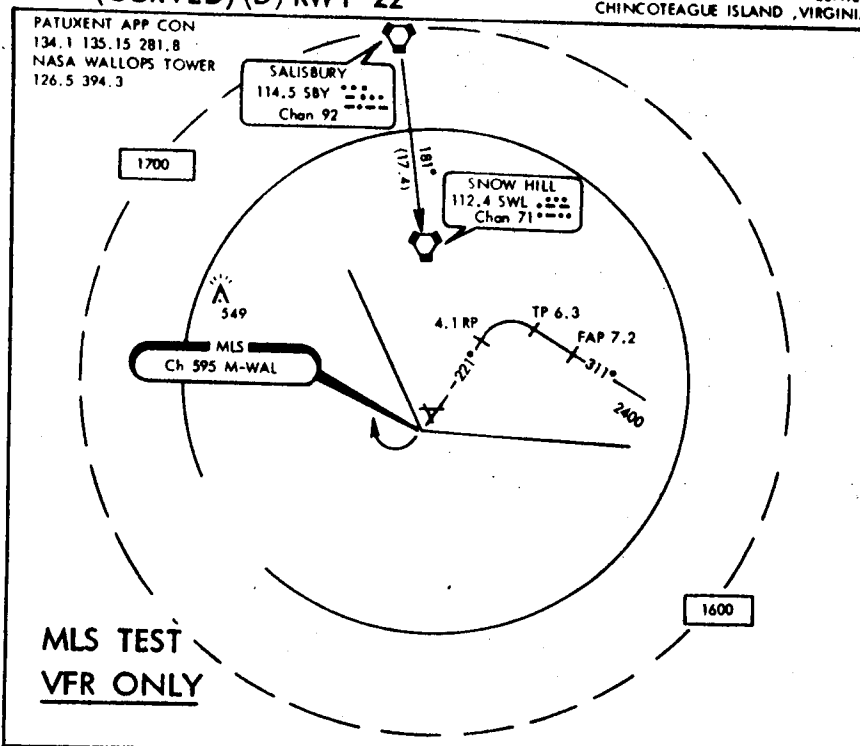 (CURVED) (D) RWY 22
CHINCOTEAGUE ISLAND ,VIRGINIA
PATUXENT APP CON
134.1 135.15 281.8
NASA WALLOPS TOWER
126.5 394.3
SALISBURY
114.5 SBY
Chan 92
1700
181°
(17.4)
SNOW HILL
112.4 SWL
Chan 71
549
4.1 RP
TP 6.3
FAP 7.2
MLS
Ch 595 M-WAL
221°
311°
2400
1600
MLS TEST
VFR ONLY